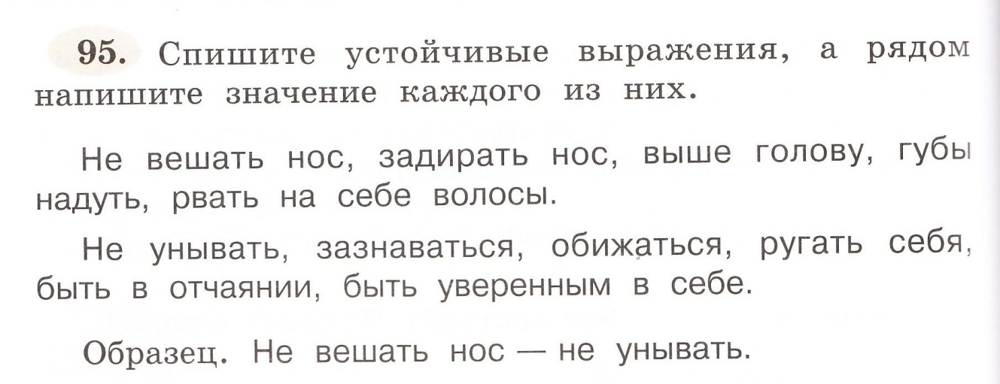 95. Спишите устойчивые выражения, а рядом
напишите значение каждого из них.
Не вешать нос, задирать нос, выше голову, губы
надуть, рвать на себе волосы.
Не унывать, зазнаваться, обижаться, ругать себя,
быть в отчаянии, быть уверенным в себе.
Образец. Не вешать нос — не унывать.